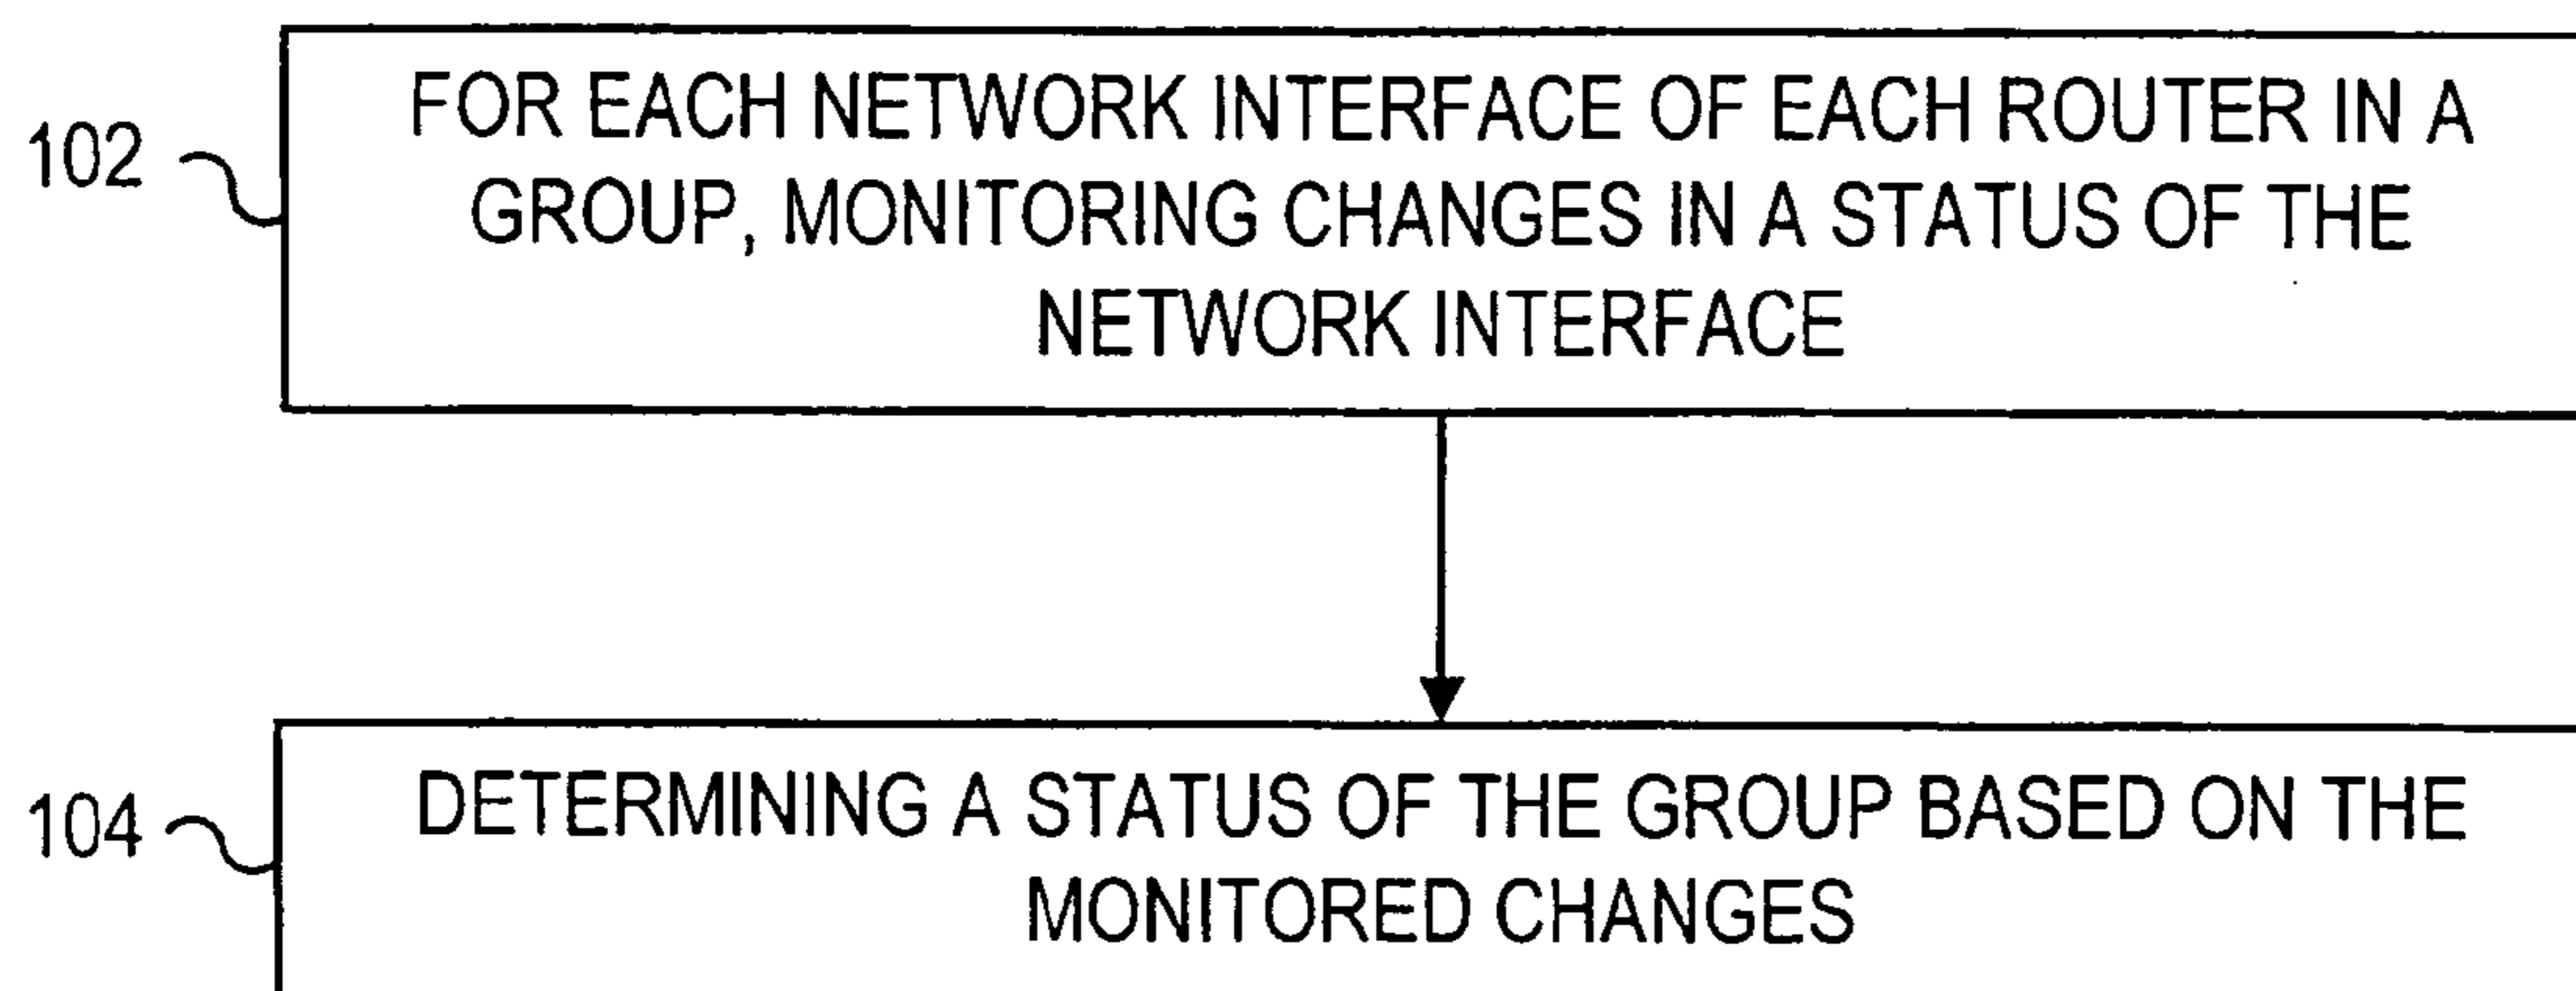 102
FOR EACH NETWORK INTERFACE OF EACH ROUTER IN A
GROUP, MONITORING CHANGES IN A STATUS OF THE
NETWORK INTERFACE
104
DETERMINING A STATUS OF THE GROUP BASED ON THE
MONITORED CHANGES